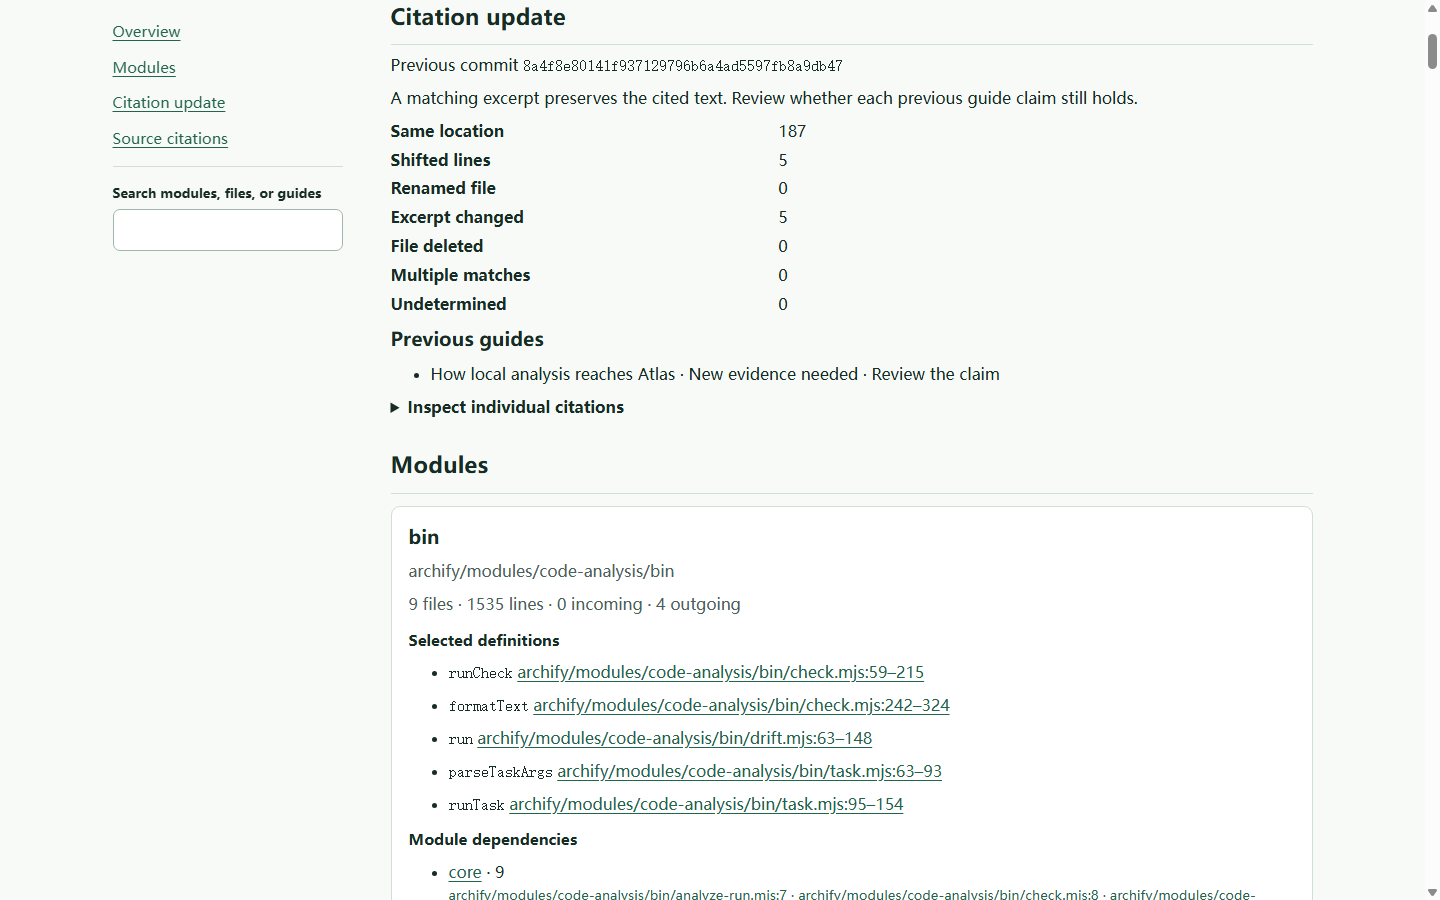 Overview
Modules
Citation update
Source citations
Search modules, files, or guides
Citation update
Previous commit 8a4f8e80141f937129796b6a4ad5597fb8a9db47
A matching excerpt preserves the cited text. Review whether each previous guide claim still holds.
Same location 187
Shifted lines 5
Renamed file 0
Excerpt changed 5
File deleted 0
Multiple matches 0
Undetermined 0
Previous guides
• How local analysis reaches Atlas · New evidence needed · Review the claim
▶ Inspect individual citations
Modules
bin
archify/modules/code-analysis/bin
9 files · 1535 lines · 0 incoming · 4 outgoing
Selected definitions
• runCheck archify/modules/code-analysis/bin/check.mjs:59–215
• formatText archify/modules/code-analysis/bin/check.mjs:242–324
• run archify/modules/code-analysis/bin/drift.mjs:63–148
• parseTaskArgs archify/modules/code-analysis/bin/task.mjs:63–93
• runTask archify/modules/code-analysis/bin/task.mjs:95–154
Module dependencies
• core · 9
archify/modules/code-analysis/bin/analyze-run.mjs:7 · archify/modules/code-analysis/bin/check.mjs:8 · archify/modules/code-